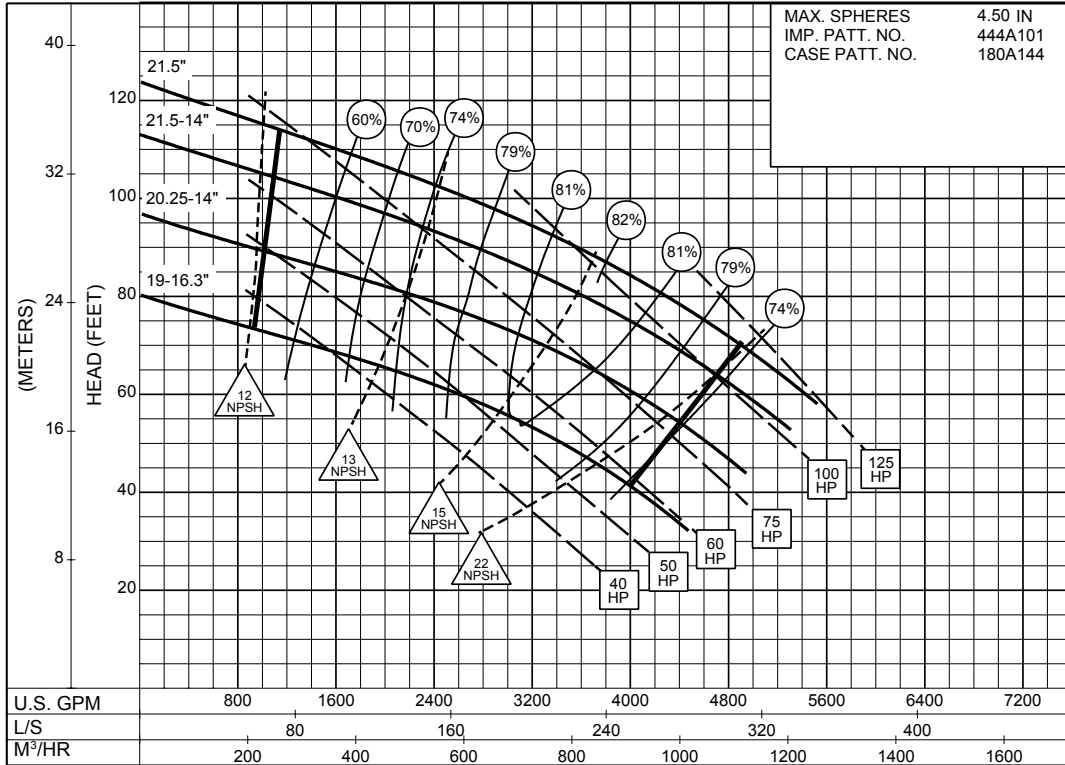 MAX. SPHERES 4.50 IN
IMP. PATT. NO. 444A101
CASE PATT. NO. 180A144
(METERS)
40
32
24
16
8
HEAD (FEET)
120
100
80
60
40
20
21.5"
21.5-14"
20.25-14"
19-16.3"
60%
70%
74%
79%
81%
82%
81%
79%
74%
12
NPSH
13
NPSH
15
NPSH
22
NPSH
40
HP
50
HP
60
HP
75
HP
100
HP
125
HP
U.S. GPM 800 1600 2400 3200 4000 4800 5600 6400 7200
L/S 80 160 240 320 400
M³/HR 200 400 600 800 1000 1200 1400 1600